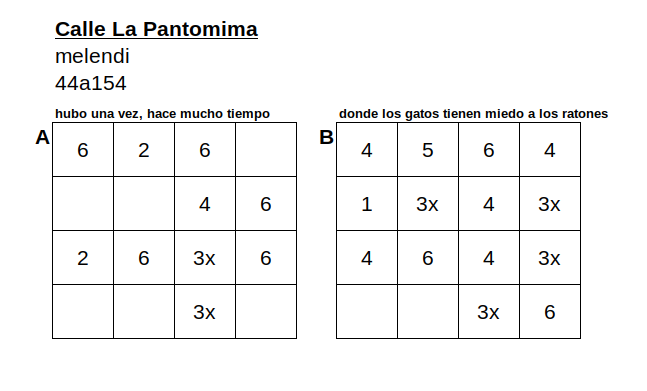 Calle La Pantomima
melendi
44a154
hubo una vez, hace mucho tiempo
A
6 2 6
4 6
2 6 3x 6
3x
donde los gatos tienen miedo a los ratones
B
4 5 6 4
1 3x 4 3x
4 6 4 3x
3x 6